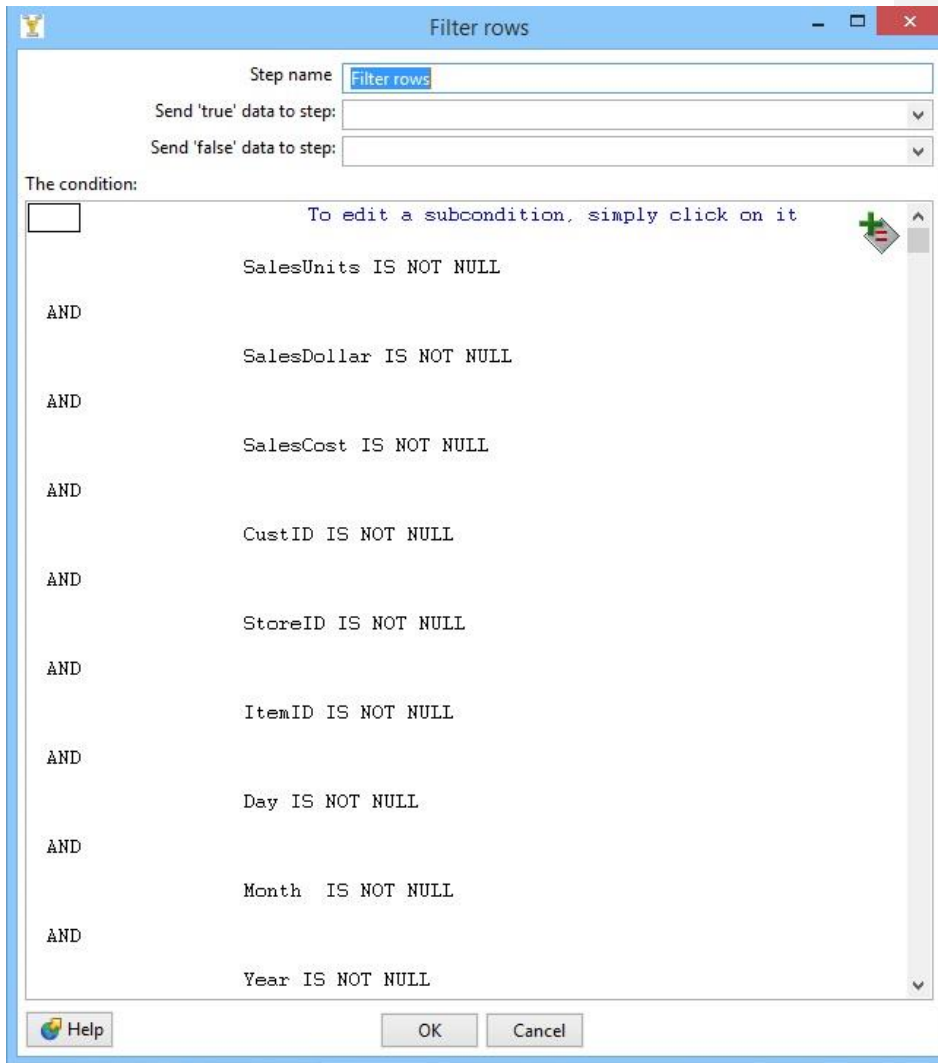 Filter rows
Step name Filter rows
Send 'true' data to step:
Send 'false' data to step:
The condition:
To edit a subcondition, simply click on it
SalesUnits IS NOT NULL
AND
SalesDollar IS NOT NULL
AND
SalesCost IS NOT NULL
AND
CustID IS NOT NULL
AND
StoreID IS NOT NULL
AND
ItemID IS NOT NULL
AND
Day IS NOT NULL
AND
Month  IS NOT NULL
AND
Year IS NOT NULL
Help OK Cancel